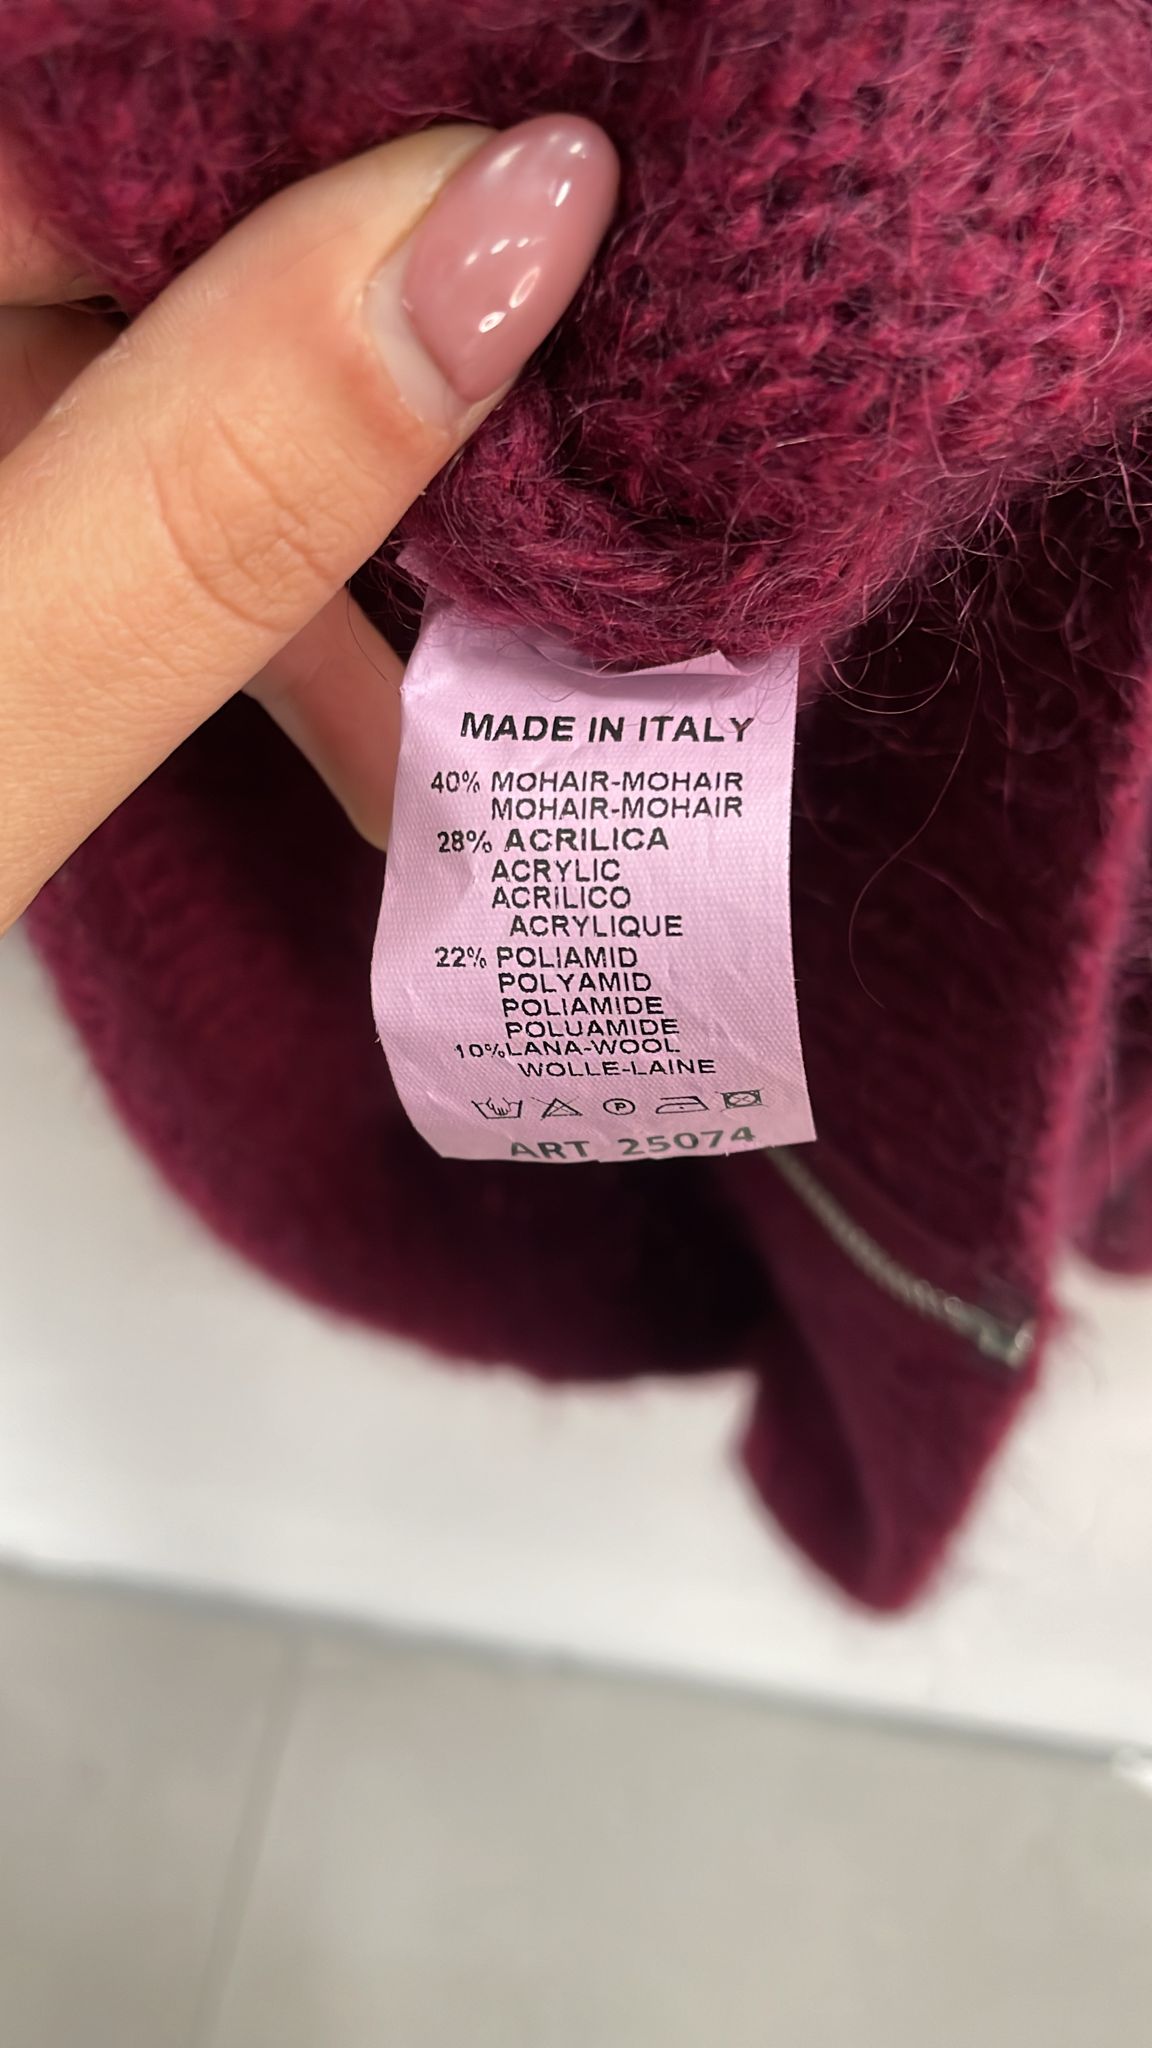 MADE IN ITALY
40% MOHAIR-MOHAIR
MOHAIR-MOHAIR
28% ACRILICA
ACRYLIC
ACRILICO
ACRYLIQUE
22% POLIAMID
POLYAMID
POLIAMIDE
POLUAMIDE
10%LANA-WOOL
WOLLE-LAINE
P
ART 25074